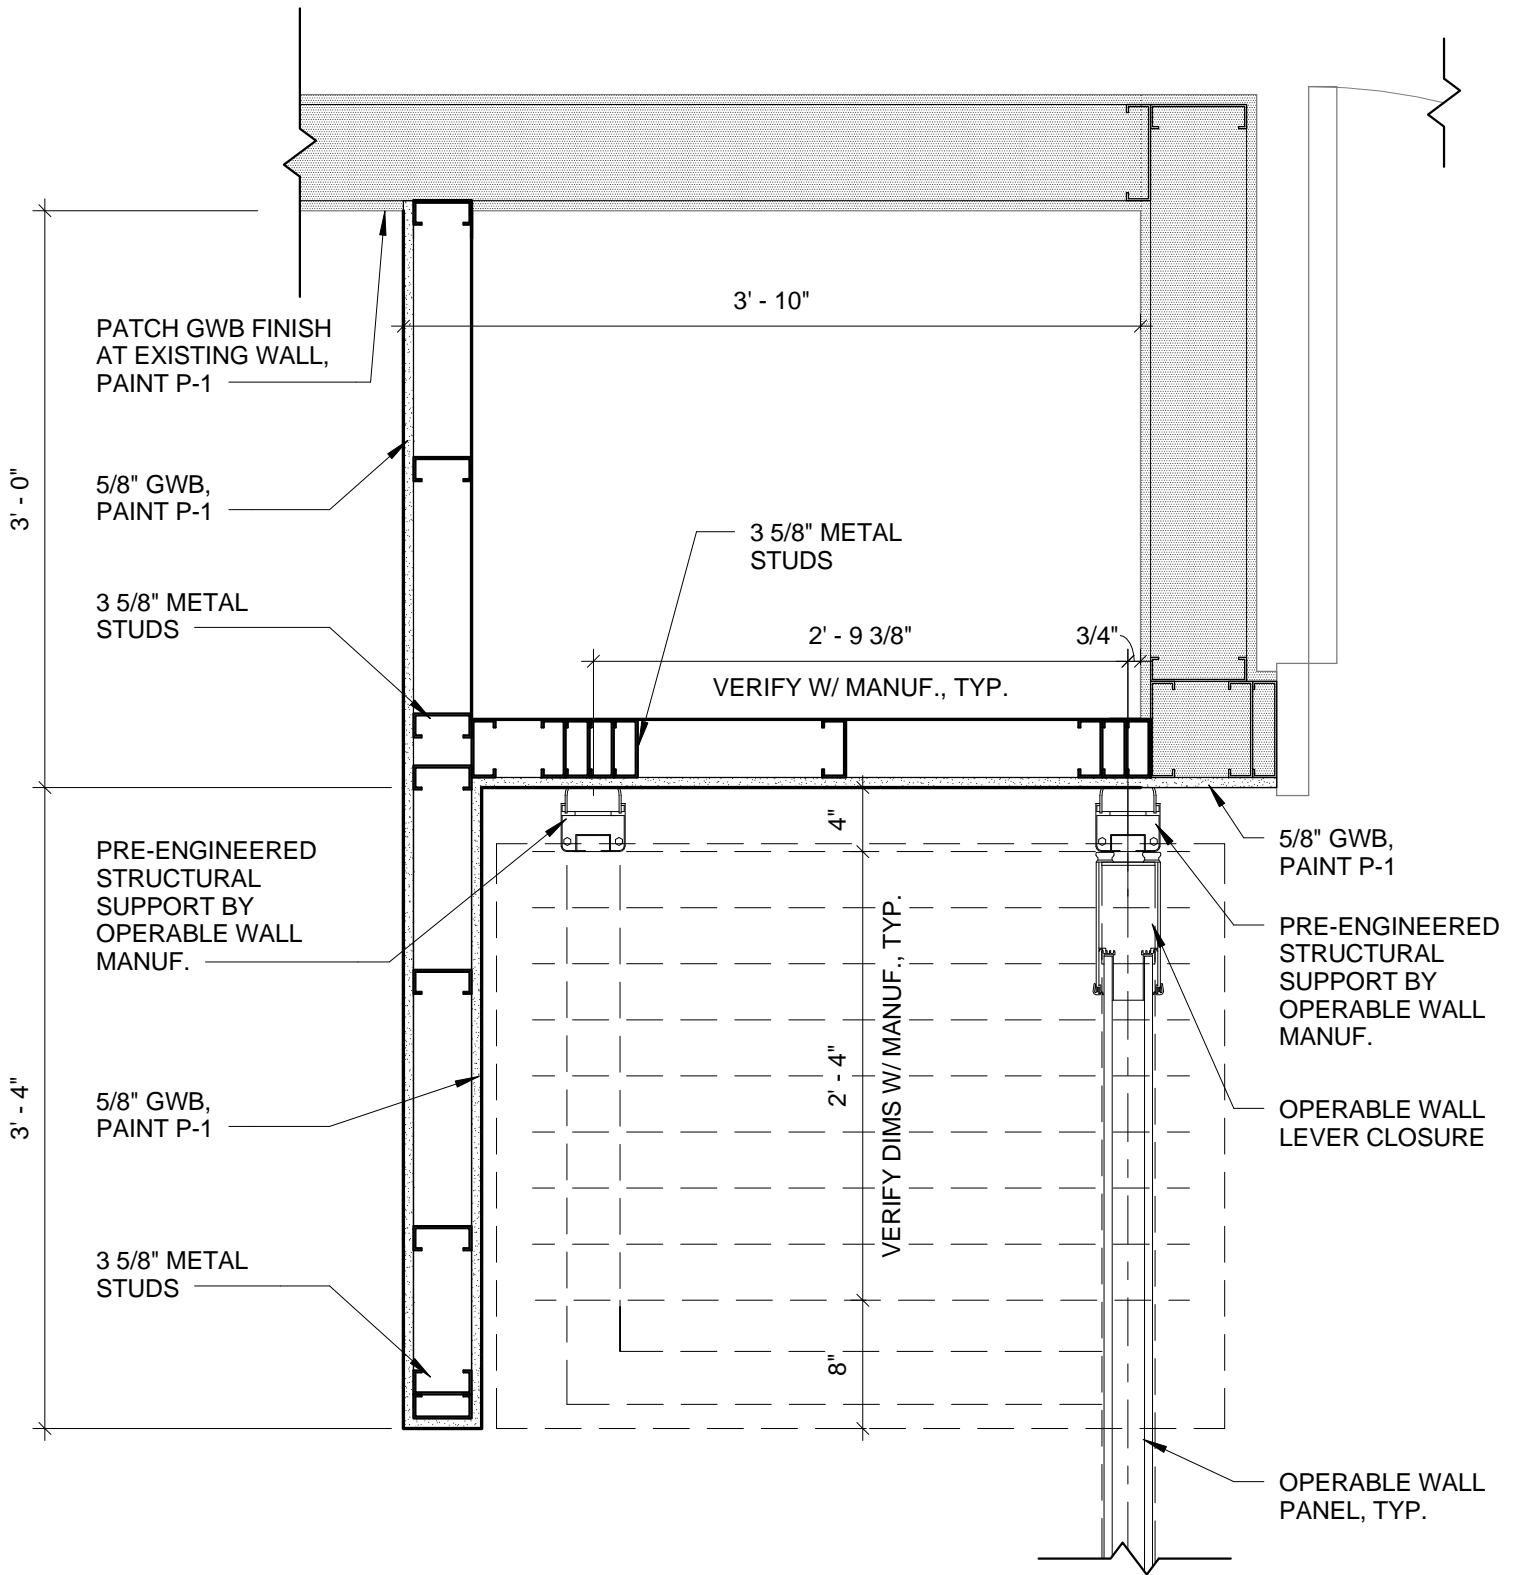 3' - 10"
PATCH GWB FINISH
AT EXISTING WALL,
PAINT P-1
3' - 0"
5/8" GWB,
PAINT P-1
3 5/8" METAL
STUDS
3 5/8" METAL
STUDS
2' - 9 3/8"
3/4"
VERIFY W/ MANUF., TYP.
PRE-ENGINEERED
STRUCTURAL
SUPPORT BY
OPERABLE WALL
MANUF.
4"
5/8" GWB,
PAINT P-1
PRE-ENGINEERED
STRUCTURAL
SUPPORT BY
OPERABLE WALL
MANUF.
3' - 4"
5/8" GWB,
PAINT P-1
2' - 4"
VERIFY DIMS W/ MANUF., TYP.
OPERABLE WALL
LEVER CLOSURE
3 5/8" METAL
STUDS
8"
OPERABLE WALL
PANEL, TYP.